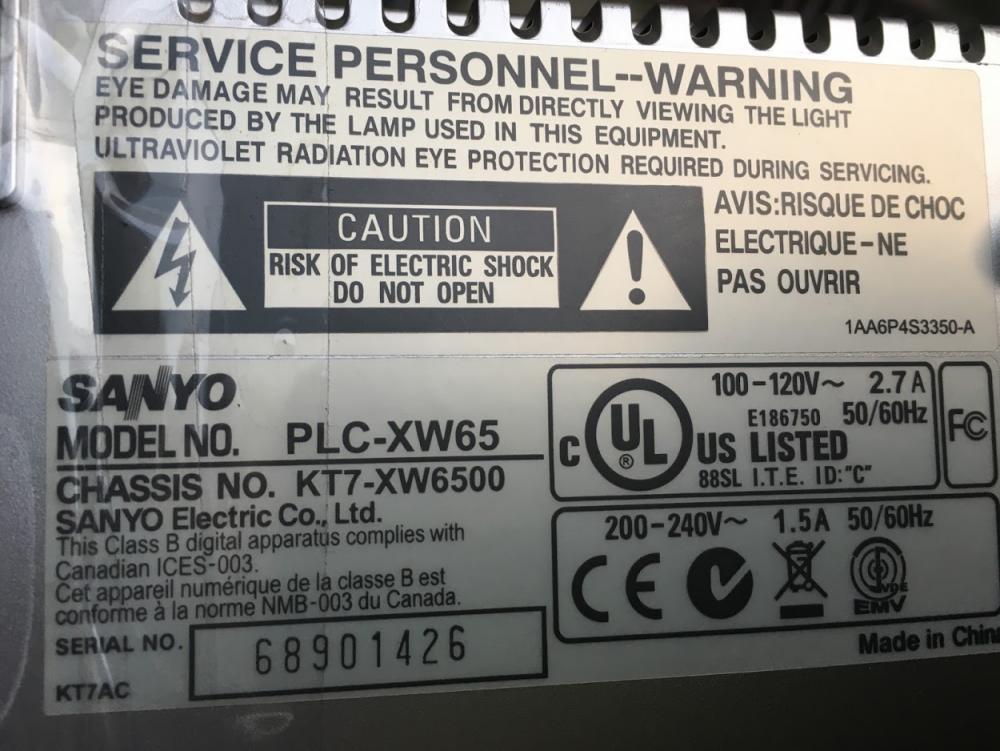 SERVICE PERSONNEL--WARNING
EYE DAMAGE MAY RESULT FROM DIRECTLY VIEWING THE LIGHT
PRODUCED BY THE LAMP USED IN THIS EQUIPMENT.
ULTRAVIOLET RADIATION EYE PROTECTION REQUIRED DURING SERVICING.
CAUTION
RISK OF ELECTRIC SHOCK
DO NOT OPEN
AVIS:RISQUE DE CHOC
ELECTRIQUE-NE
PAS OUVRIR
1AA6P4S3350-A
SANYO
MODEL NO. PLC-XW65
CHASSIS NO. KT7-XW6500
SANYO Electric Co., Ltd.
This Class B digital apparatus complies with
Canadian ICES-003.
Cet appareil numérique de la classe B est
conforme à la norme NMB-003 du Canada.
SERIAL NO. 68901426
KT7AC
100-120V~ 2.7A
E186750 50/60Hz
C UL® US LISTED
88SL I.T.E. ID:"C"
FC
200-240V~ 1.5A 50/60Hz
CE
VDE
EMV
Made in China